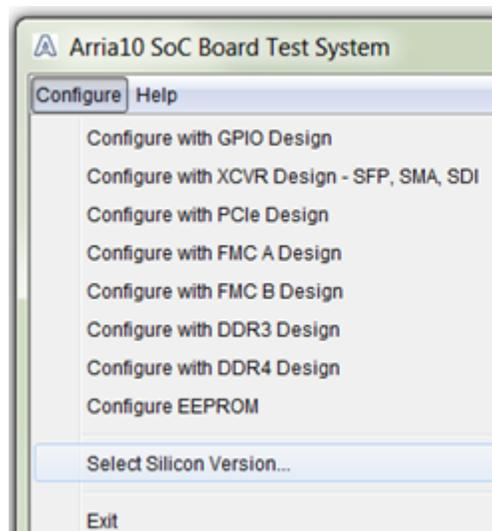 Arria10 SoC Board Test System
Configure Help
Configure with GPIO Design
Configure with XCVR Design - SFP, SMA, SDI
Configure with PCIe Design
Configure with FMC A Design
Configure with FMC B Design
Configure with DDR3 Design
Configure with DDR4 Design
Configure EEPROM
Select Silicon Version...
Exit